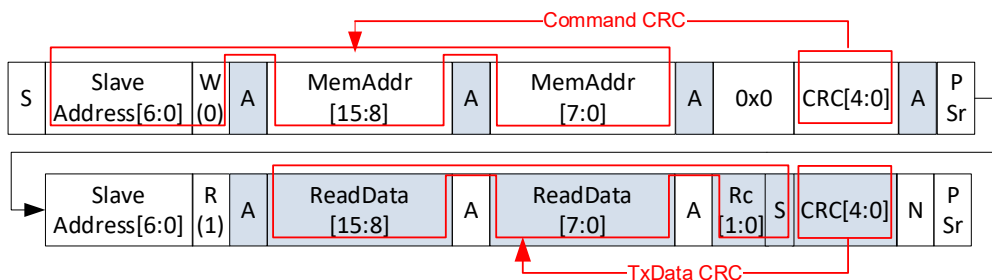 Command CRC
S
Slave
Address[6:0]
W
(0)
A
MemAddr
[15:8]
A
MemAddr
[7:0]
A
0x0
CRC[4:0]
A
P
Sr
Slave
Address[6:0]
R
(1)
A
ReadData
[15:8]
A
ReadData
[7:0]
A
Rc
[1:0]
S
CRC[4:0]
N
P
Sr
TxData CRC